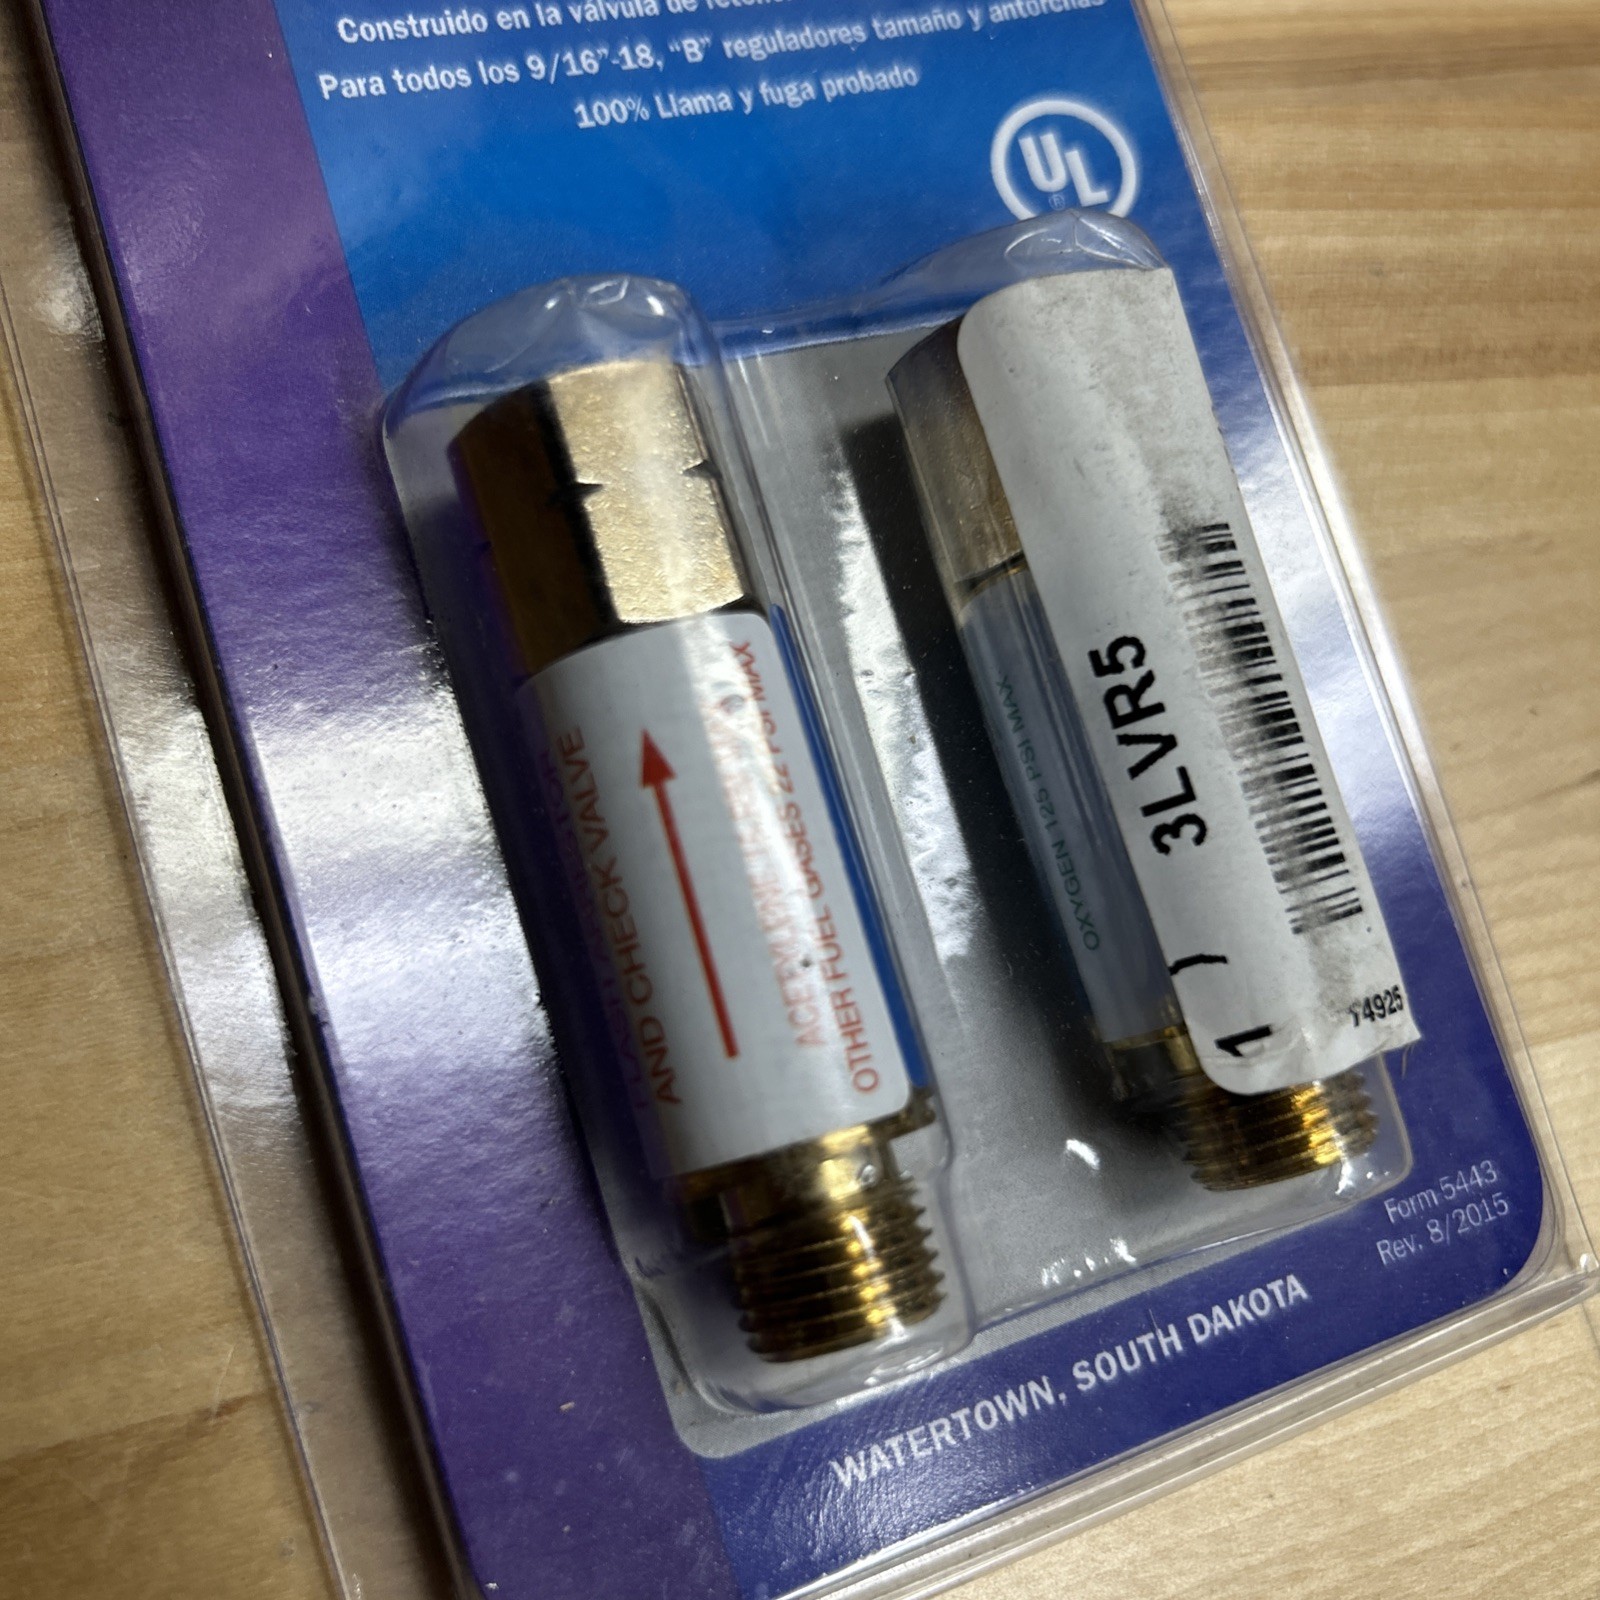 Construido en la válvula de
Para todos los 9/16"-18, "B" reguladores tamaño y antorchas
100% Llama y fuga probado
UL
®
AND CHECK VALVE
OTHER FUEL GASES 22 PSI MAX
OXYGEN 125 PSI MAX
3LVR5
1 )
Form 5443
Rev. 8/2015
WATERTOWN, SOUTH DAKOTA